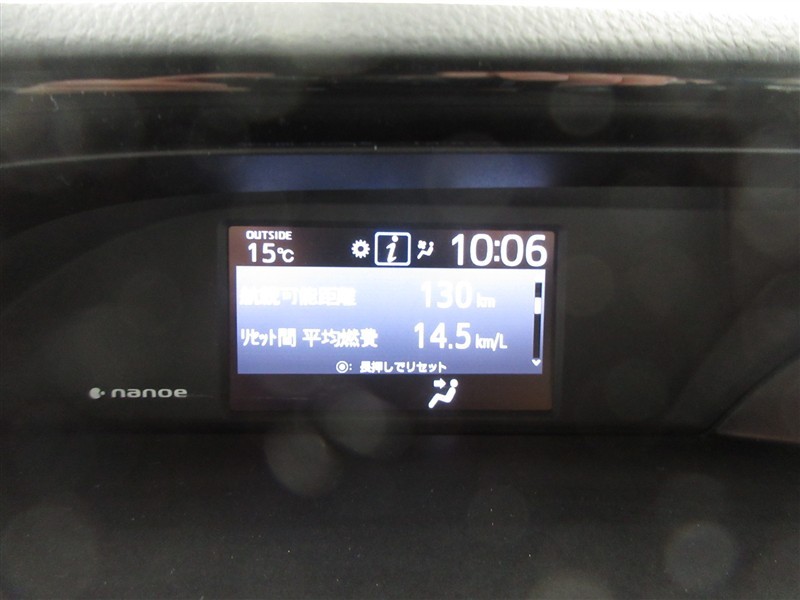 OUTSIDE
15℃
i
10:06
航続可能距離 130 km
リセット間 平均燃費 14.5 km/L
◎: 長押しでリセット
nanoe